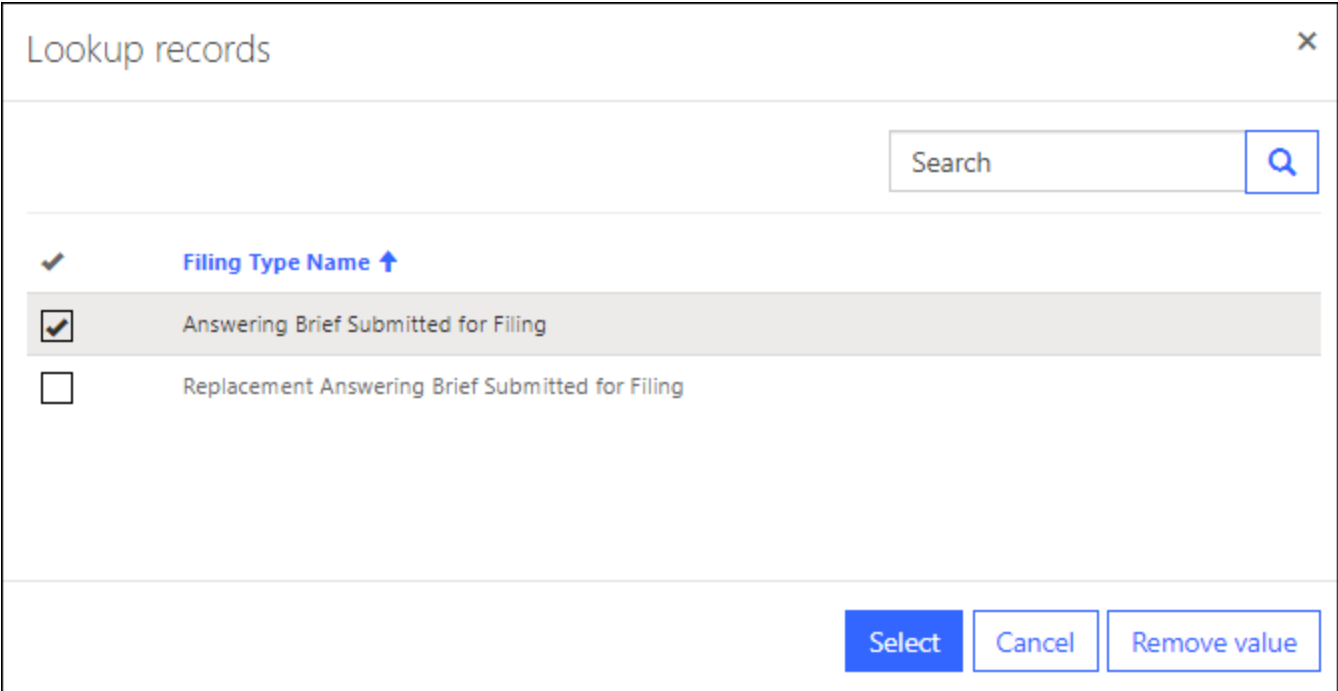 Lookup records
Search
Filing Type Name
Answering Brief Submitted for Filing
Replacement Answering Brief Submitted for Filing
Select Cancel Remove value